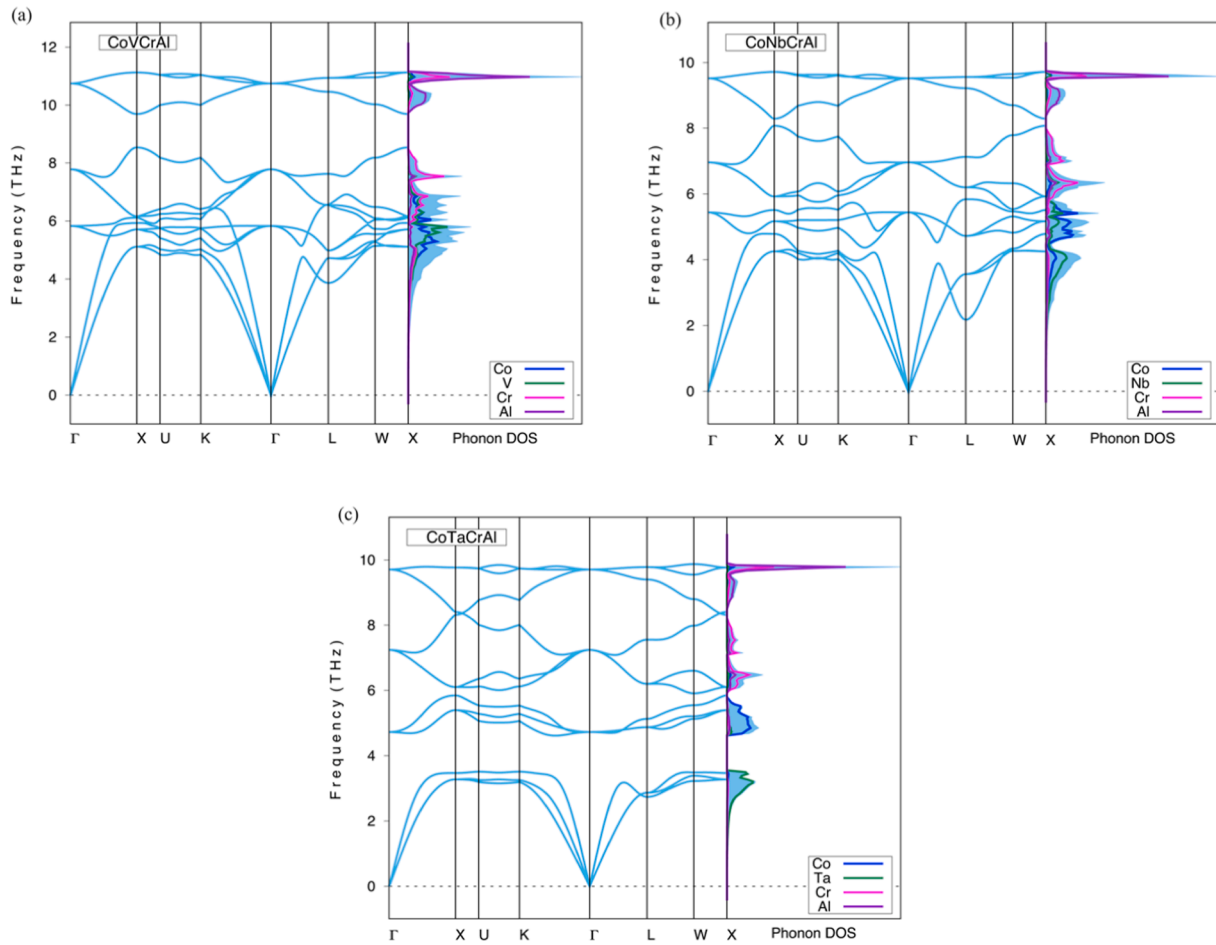 (a)
CoVCrAl
Frequency (THz)
12
10
8
6
4
2
0
Co
V
Cr
Al
Γ X U K Γ L W X Phonon DOS
(b)
CoNbCrAl
Frequency (THz)
10
8
6
4
2
0
Co
Nb
Cr
Al
Γ X U K Γ L W X Phonon DOS
(c)
CoTaCrAl
Frequency (THz)
10
8
6
4
2
0
Co
Ta
Cr
Al
Γ X U K Γ L W X Phonon DOS